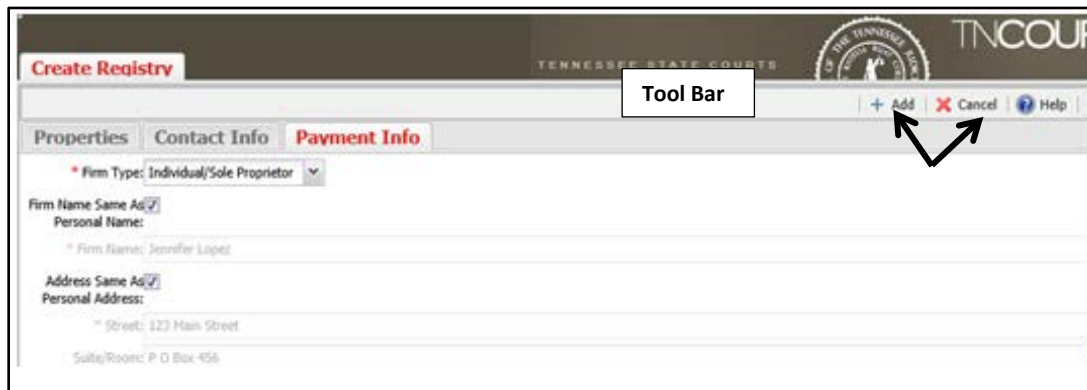 TNCOU
Create Registry
TENNESSEE STATE COURTS
Tool Bar
+ Add
Cancel
Help
Properties
Contact Info
Payment Info
* Firm Type: Individual/Sole Proprietor
Firm Name Same As
Personal Name:
* Firm Name: Jennifer Lopez
Address Same As
Personal Address:
* Street: 123 Main Street
Suite/Room: P O Box 456